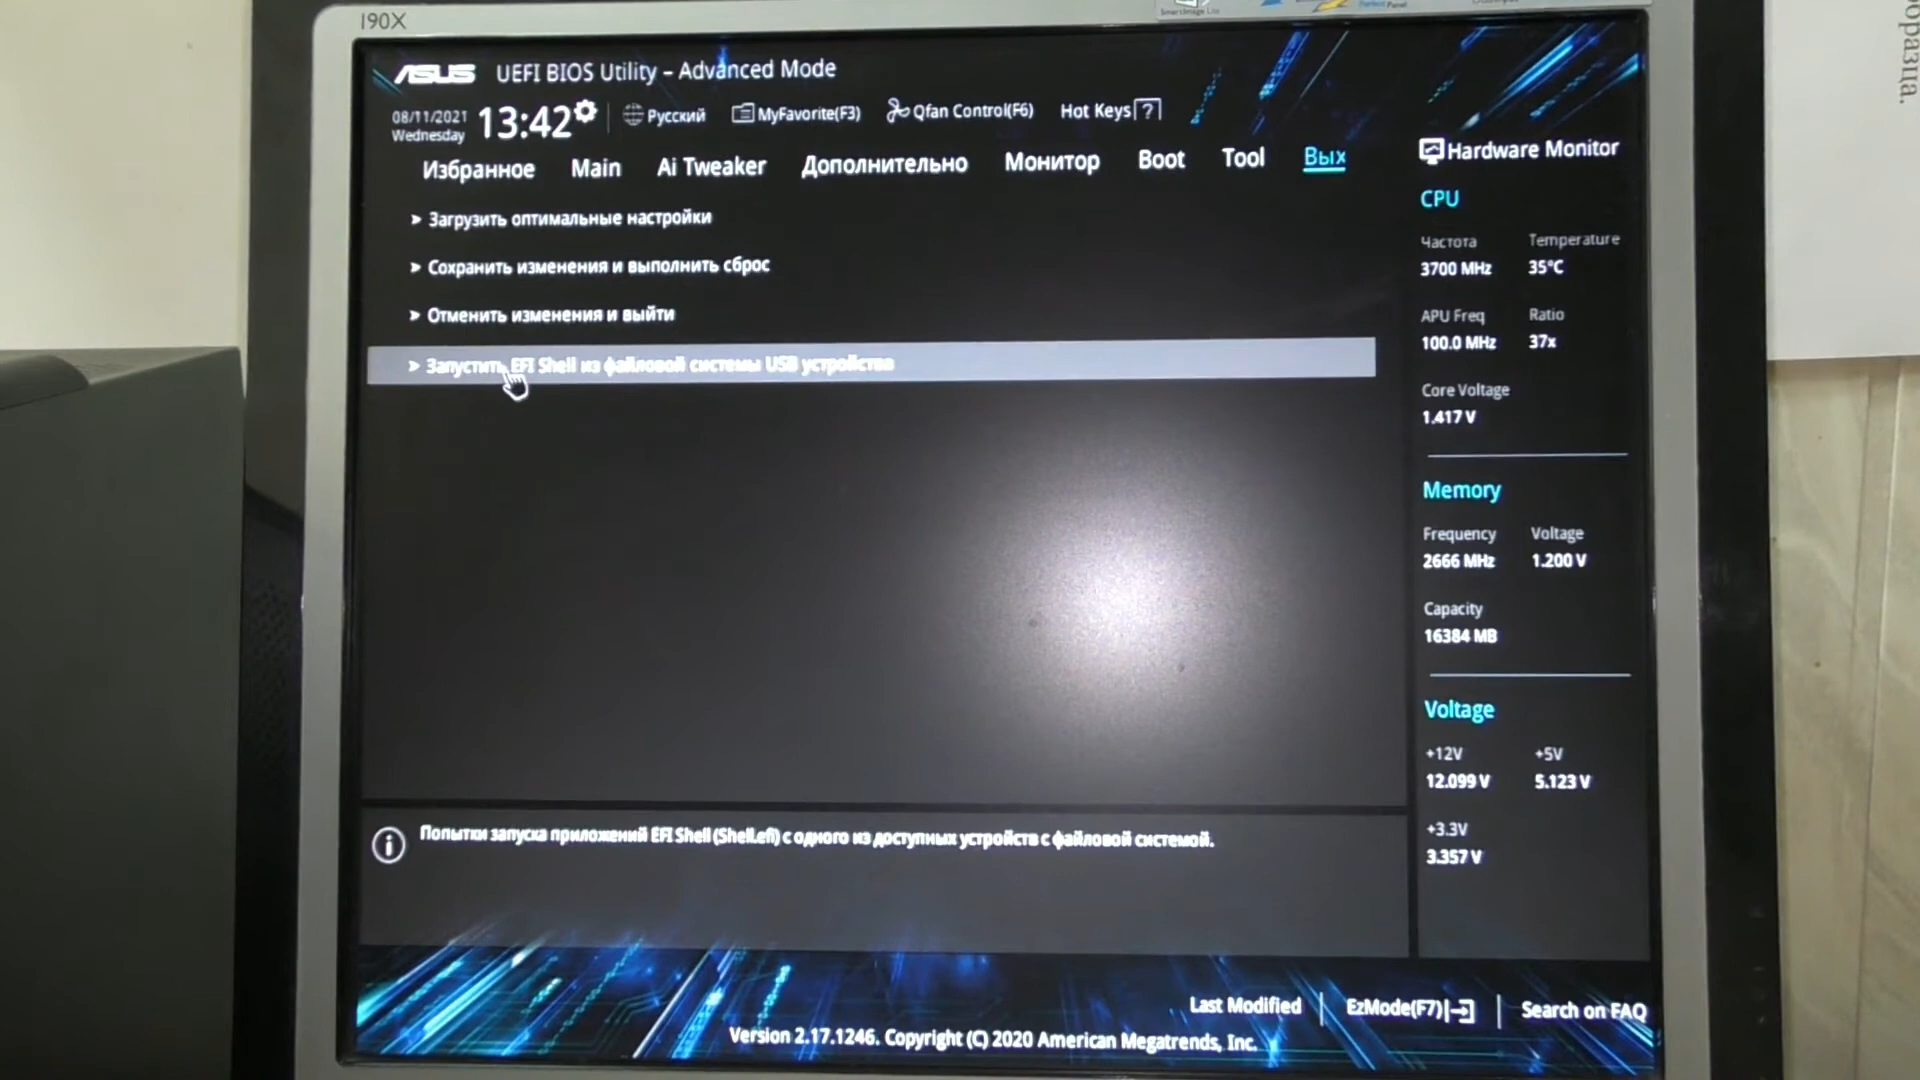 190X
SmartImage Lite
Perfect Panel
образца.
ASUS UEFI BIOS Utility – Advanced Mode
08/11/2021
Wednesday
13:42
Русский
MyFavorite(F3)
Qfan Control(F6)
Hot Keys ?
Избранное Main Ai Tweaker Дополнительно Монитор Boot Tool Вых
> Загрузить оптимальные настройки
> Сохранить изменения и выполнить сброс
> Отменить изменения и выйти
> Запустить EFI Shell из файловой системы USB устройства
Hardware Monitor
CPU
Частота Temperature
3700 MHz 35°C
APU Freq Ratio
100.0 MHz 37x
Core Voltage
1.417 V
Memory
Frequency Voltage
2666 MHz 1.200 V
Capacity
16384 MB
Voltage
+12V +5V
12.099 V 5.123 V
+3.3V
3.357 V
Попытки запуска приложений EFI Shell (Shell.efi) с одного из доступных устройств с файловой системой.
Last Modified
EzMode(F7)
Search on FAQ
Version 2.17.1246. Copyright (C) 2020 American Megatrends, Inc.